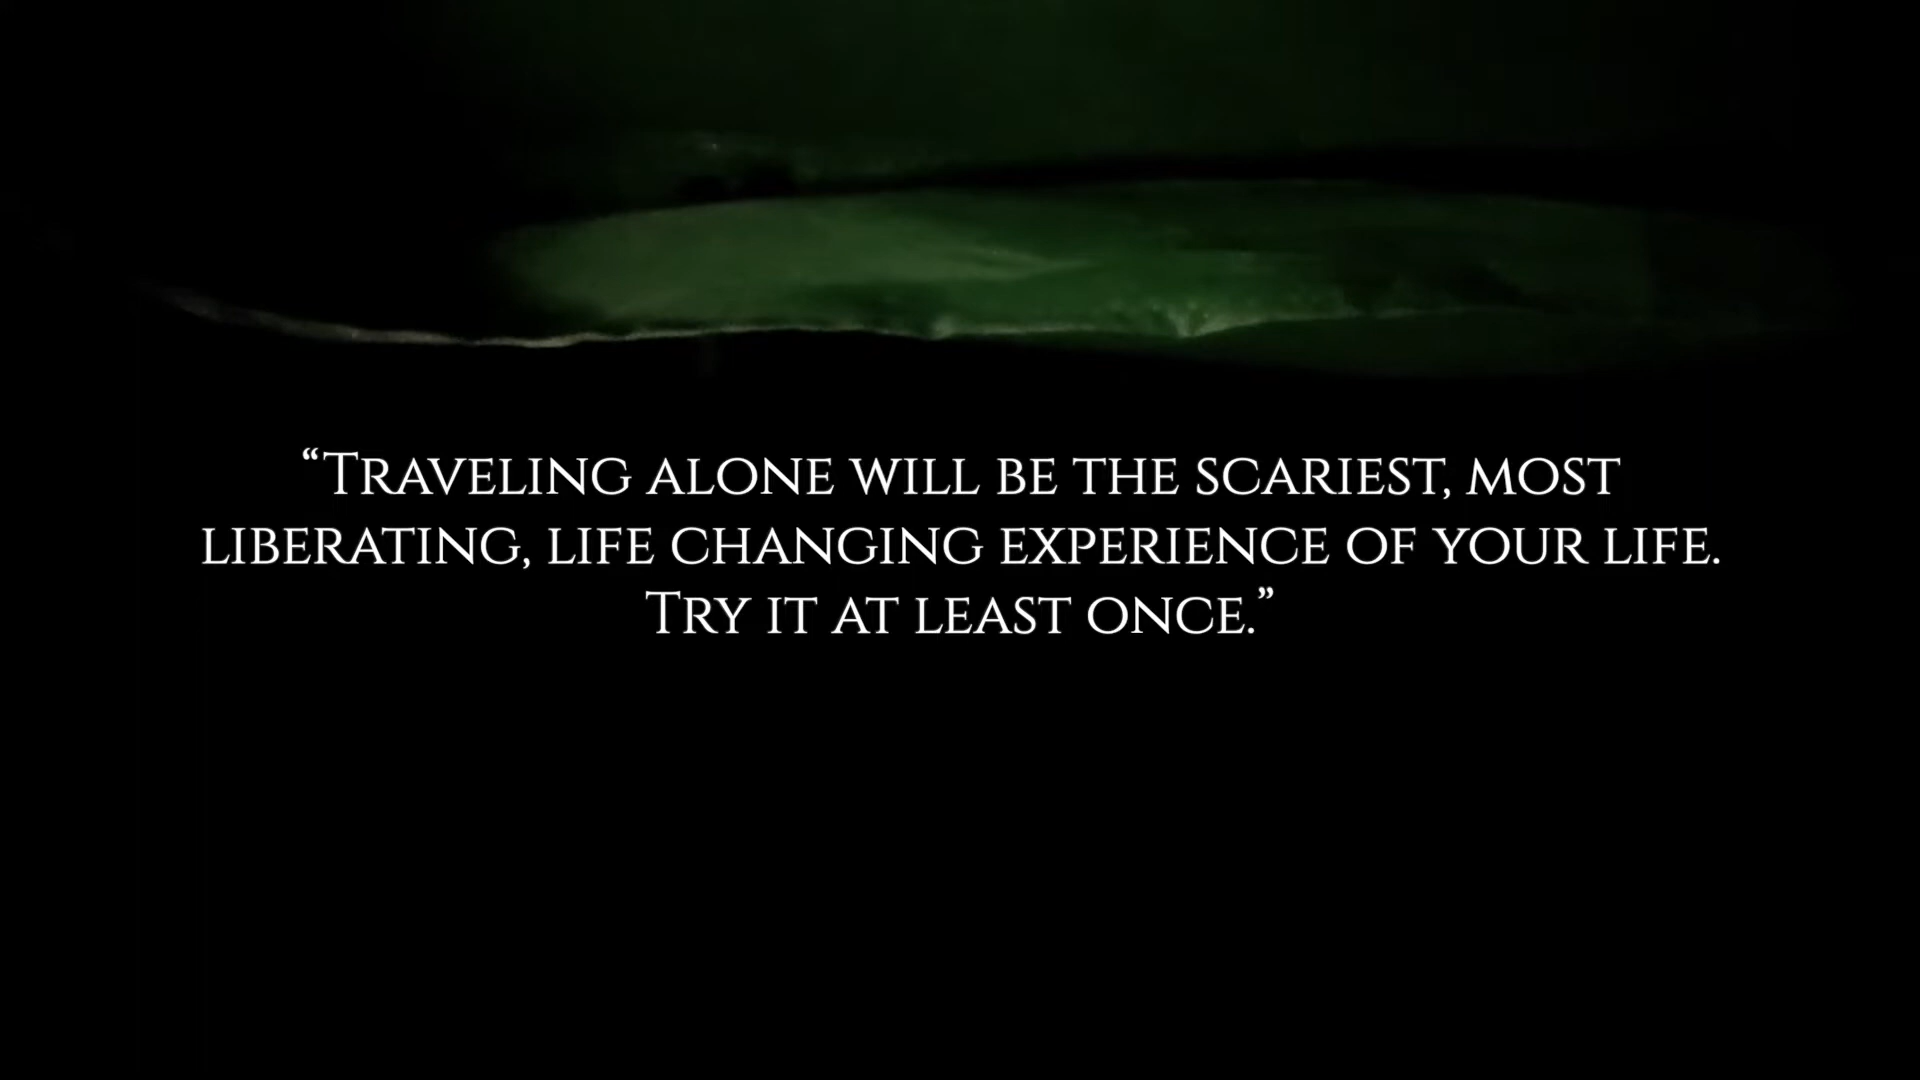 “Traveling alone will be the scariest, most
liberating, life changing experience of your life.
Try it at least once.”